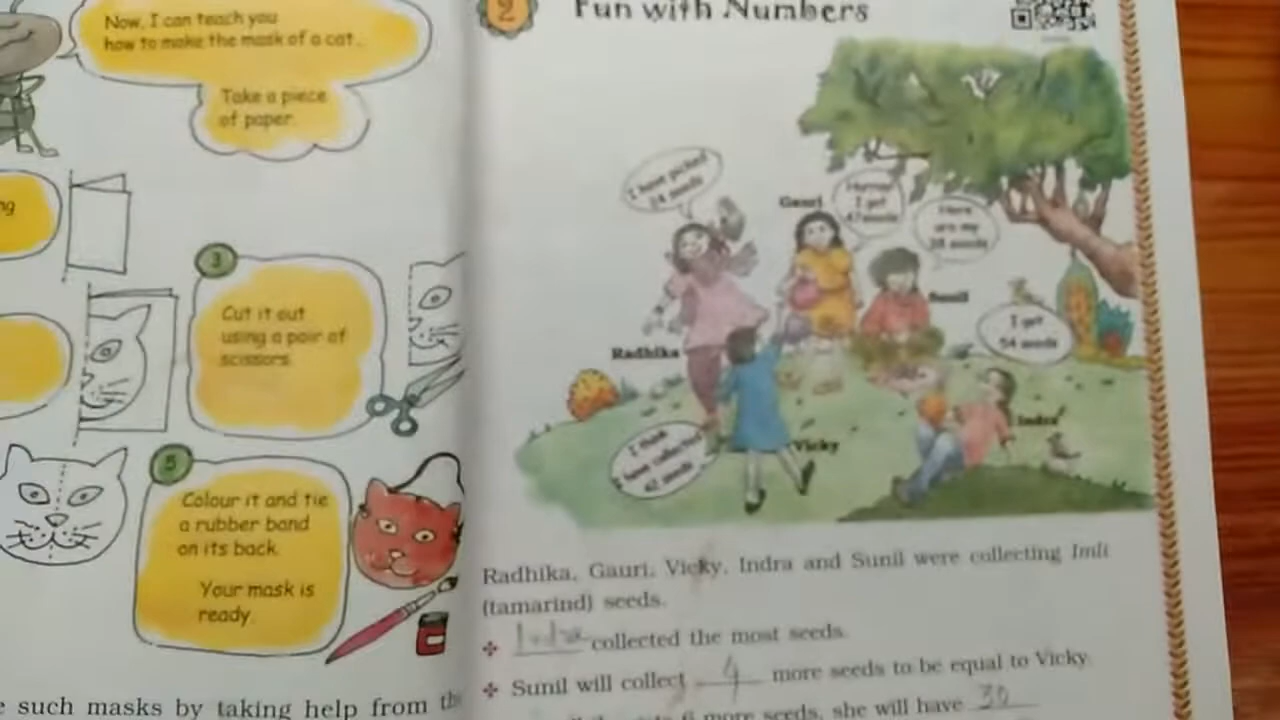 Now, I can teach you
how to make the mask of a cat.
Take a piece
of paper.
3
Cut it out
using a pair of
scissors.
5
Colour it and tie
a rubber band
on its back.
Your mask is
ready.
such masks by taking help from the
2
Fun with Numbers
I have picked
24 seeds
Gauri
Hurray!
I got
47 seeds
Here
are my
38 seeds
Sunil
I got
54 seeds
Radhika
Indra
I think
I have collected
42 seeds
Vicky
Radhika, Gauri, Vicky, Indra and Sunil were collecting Imli
(tamarind) seeds.
❖ Indra collected the most seeds.
❖ Sunil will collect 4 more seeds to be equal to Vicky.
6 more seeds, she will have 30